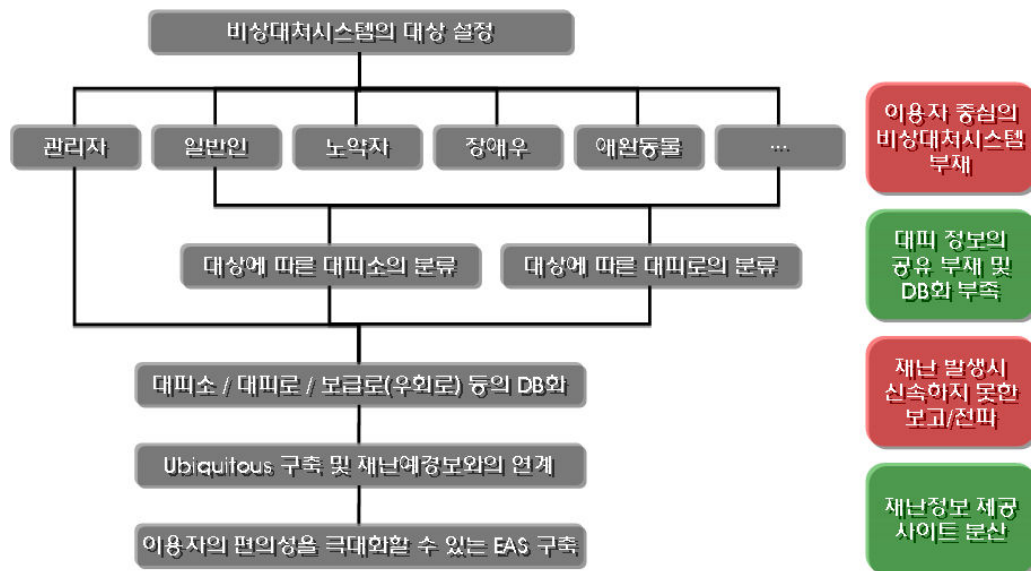 비상대처시스템의 대상 설정
관리자
일반인
노약자
장애우
애완동물
...
대상에 따른 대피소의 분류
대상에 따른 대피로의 분류
대피소 / 대피로 / 보급로(우회로) 등의 DB화
Ubiquitous 구축 및 재난예경보와의 연계
이용자의 편의성을 극대화할 수 있는 EAS 구축
이용자 중심의
비상대처시스템
부재
대피 정보의
공유 부재 및
DB화 부족
재난 발생시
신속하지 못한
보고/전파
재난정보 제공
사이트 분산